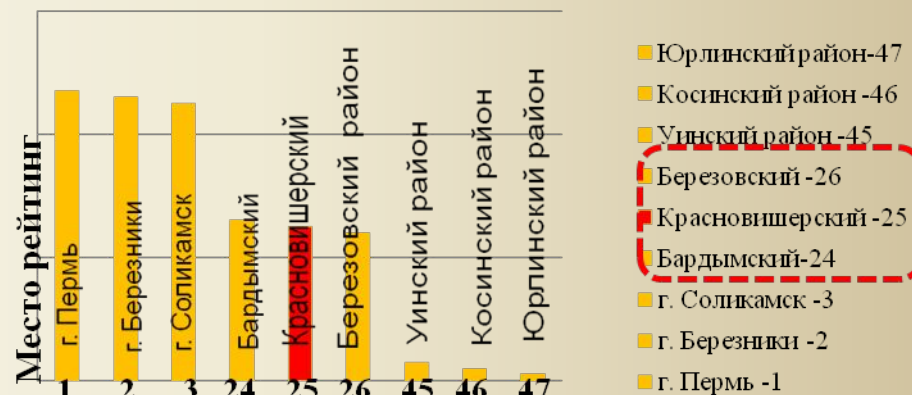 Место рейтинг
г. Пермь
г. Березники
г. Соликамск
Бардымский
Красновишерский
Березовский район
Уинский район
Косинский район
Юрлинский район
1 2 3 24 25 26 45 46 47
Юрлинский район-47
Косинский район -46
Уинский район -45
Березовский -26
Красновишерский -25
Бардымский-24
г. Соликамск -3
г. Березники -2
г. Пермь -1